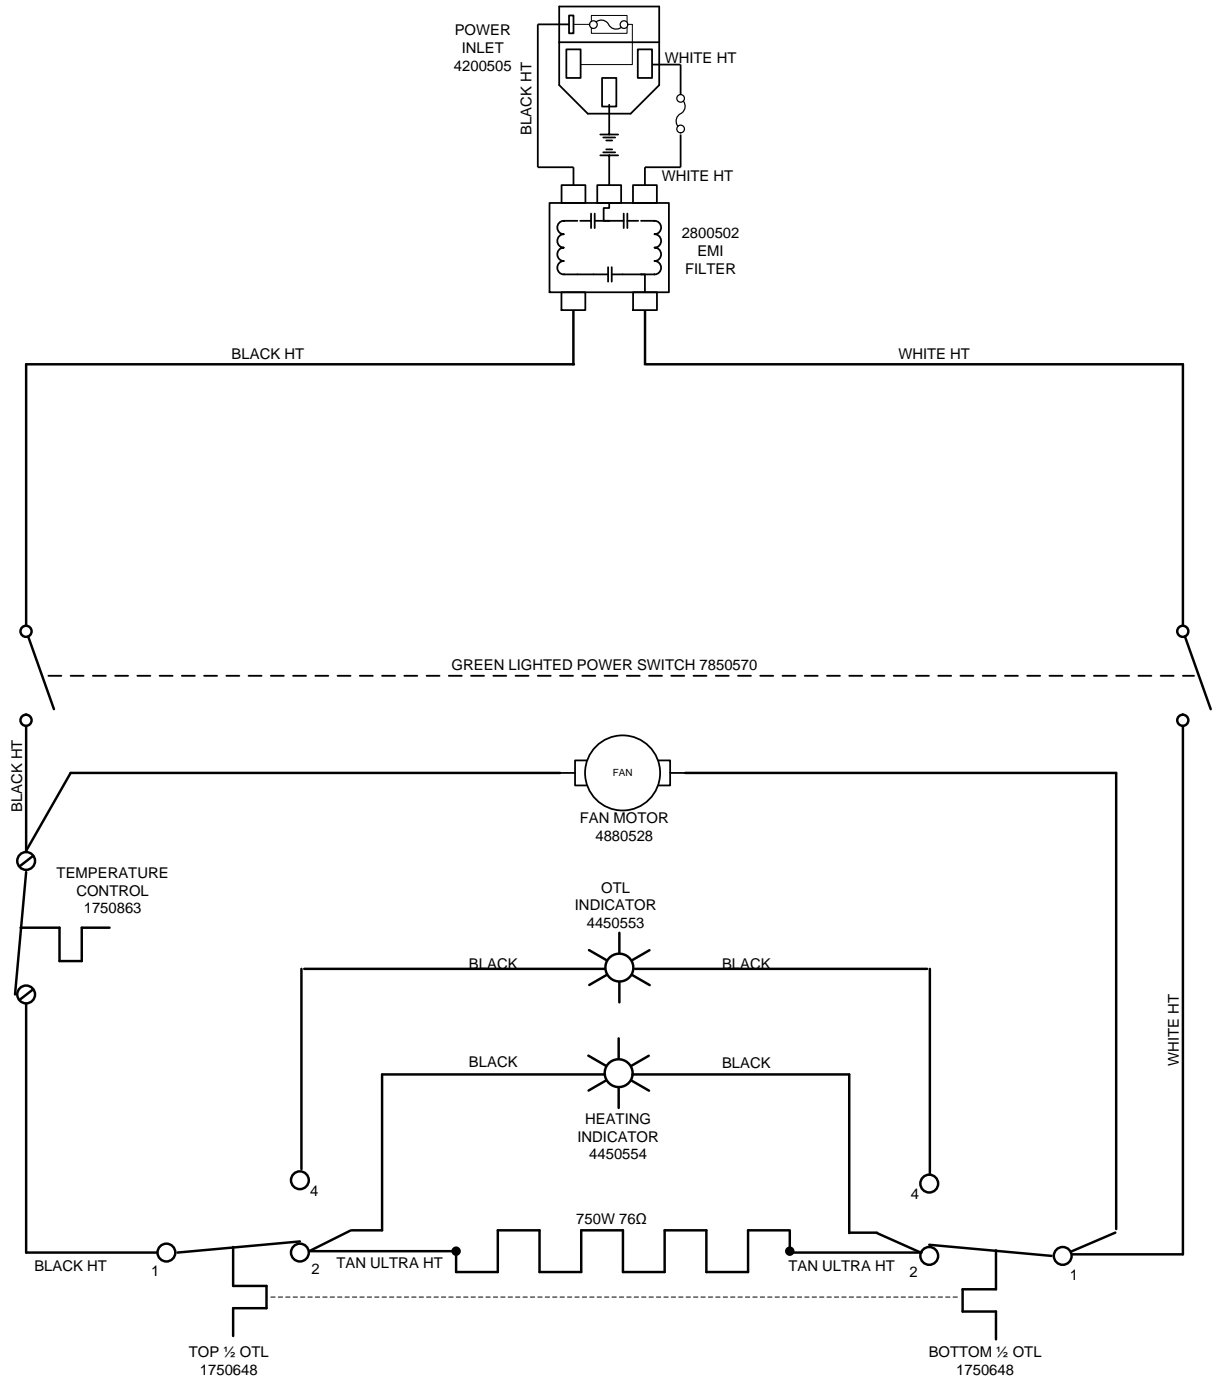 POWER
INLET
4200505
BLACK HT
WHITE HT
WHITE HT
2800502
EMI
FILTER
BLACK HT
WHITE HT
GREEN LIGHTED POWER SWITCH 7850570
BLACK HT
FAN
FAN MOTOR
4880528
TEMPERATURE
CONTROL
1750863
OTL
INDICATOR
4450553
BLACK
BLACK
WHITE HT
BLACK
BLACK
HEATING
INDICATOR
4450554
4
4
750W 76Ω
BLACK HT
1
2
TAN ULTRA HT
TAN ULTRA HT
2
1
TOP ½ OTL
1750648
BOTTOM ½ OTL
1750648